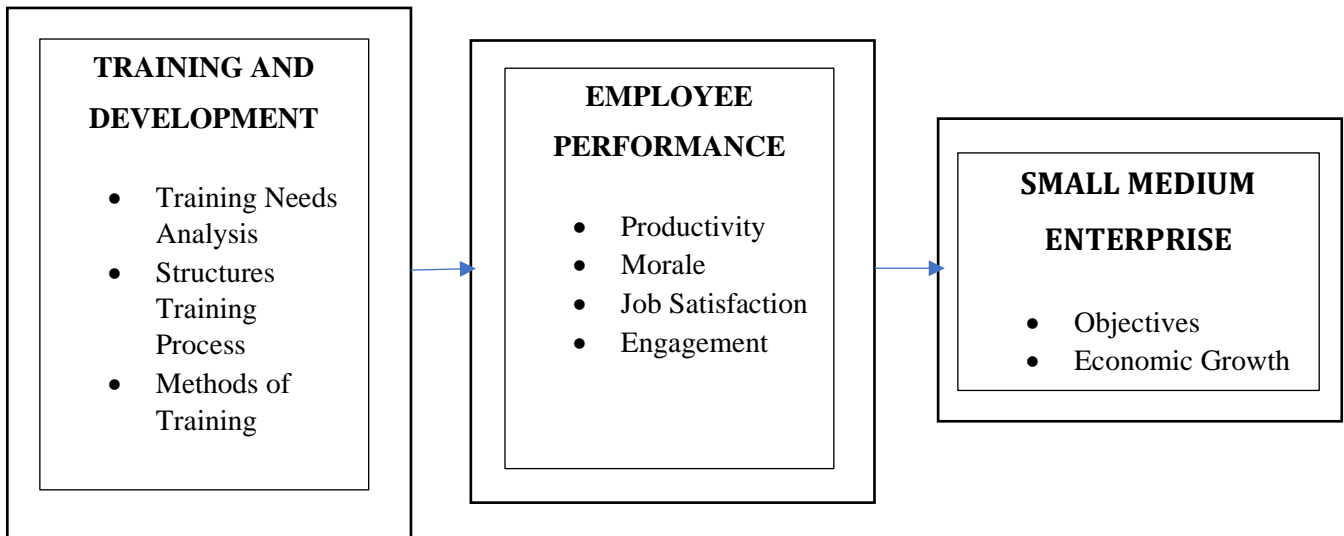 TRAINING AND
DEVELOPMENT
• Training Needs
Analysis
• Structures
Training
Process
• Methods of
Training
EMPLOYEE
PERFORMANCE
• Productivity
• Morale
• Job Satisfaction
• Engagement
SMALL MEDIUM
ENTERPRISE
• Objectives
• Economic Growth